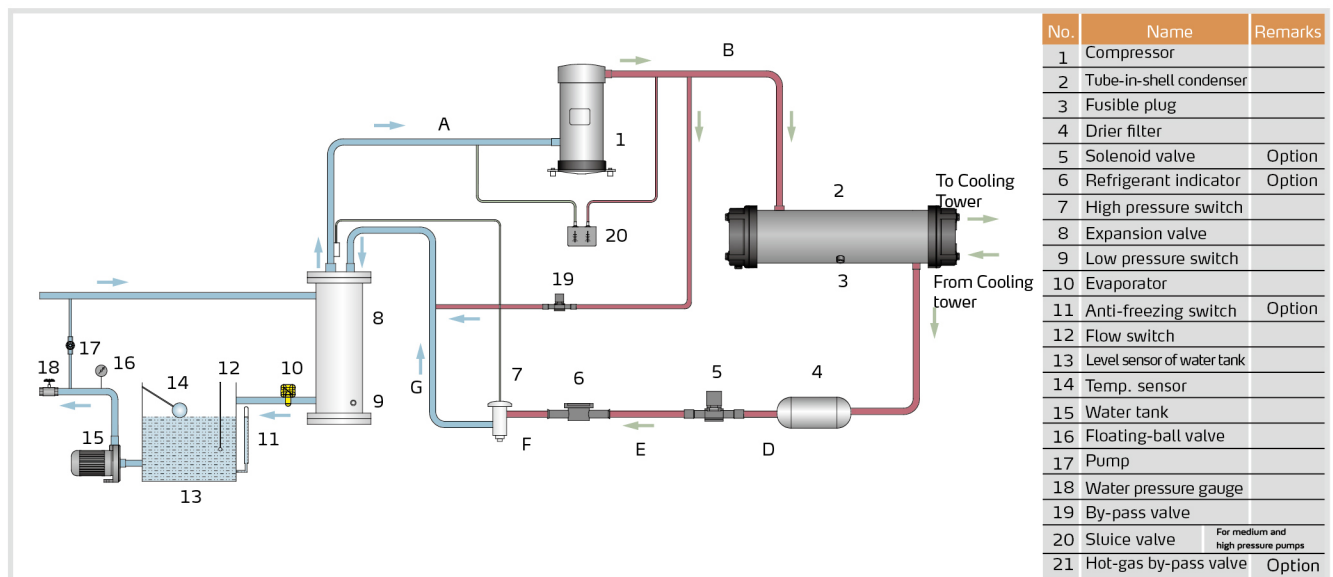 B
A
1
2
To Cooling
Tower
20
3
From Cooling
tower
19
8
17
16
12
18
14
10
7
6
5
4
G
9
15
11
F
E
D
13
No. Name Remarks
1 Compressor
2 Tube-in-shell condenser
3 Fusible plug
4 Drier filter
5 Solenoid valve Option
6 Refrigerant indicator Option
7 High pressure switch
8 Expansion valve
9 Low pressure switch
10 Evaporator
11 Anti-freezing switch Option
12 Flow switch
13 Level sensor of water tank
14 Temp. sensor
15 Water tank
16 Floating-ball valve
17 Pump
18 Water pressure gauge
19 By-pass valve
20 Sluice valve For medium and
high pressure pumps
21 Hot-gas by-pass valve Option